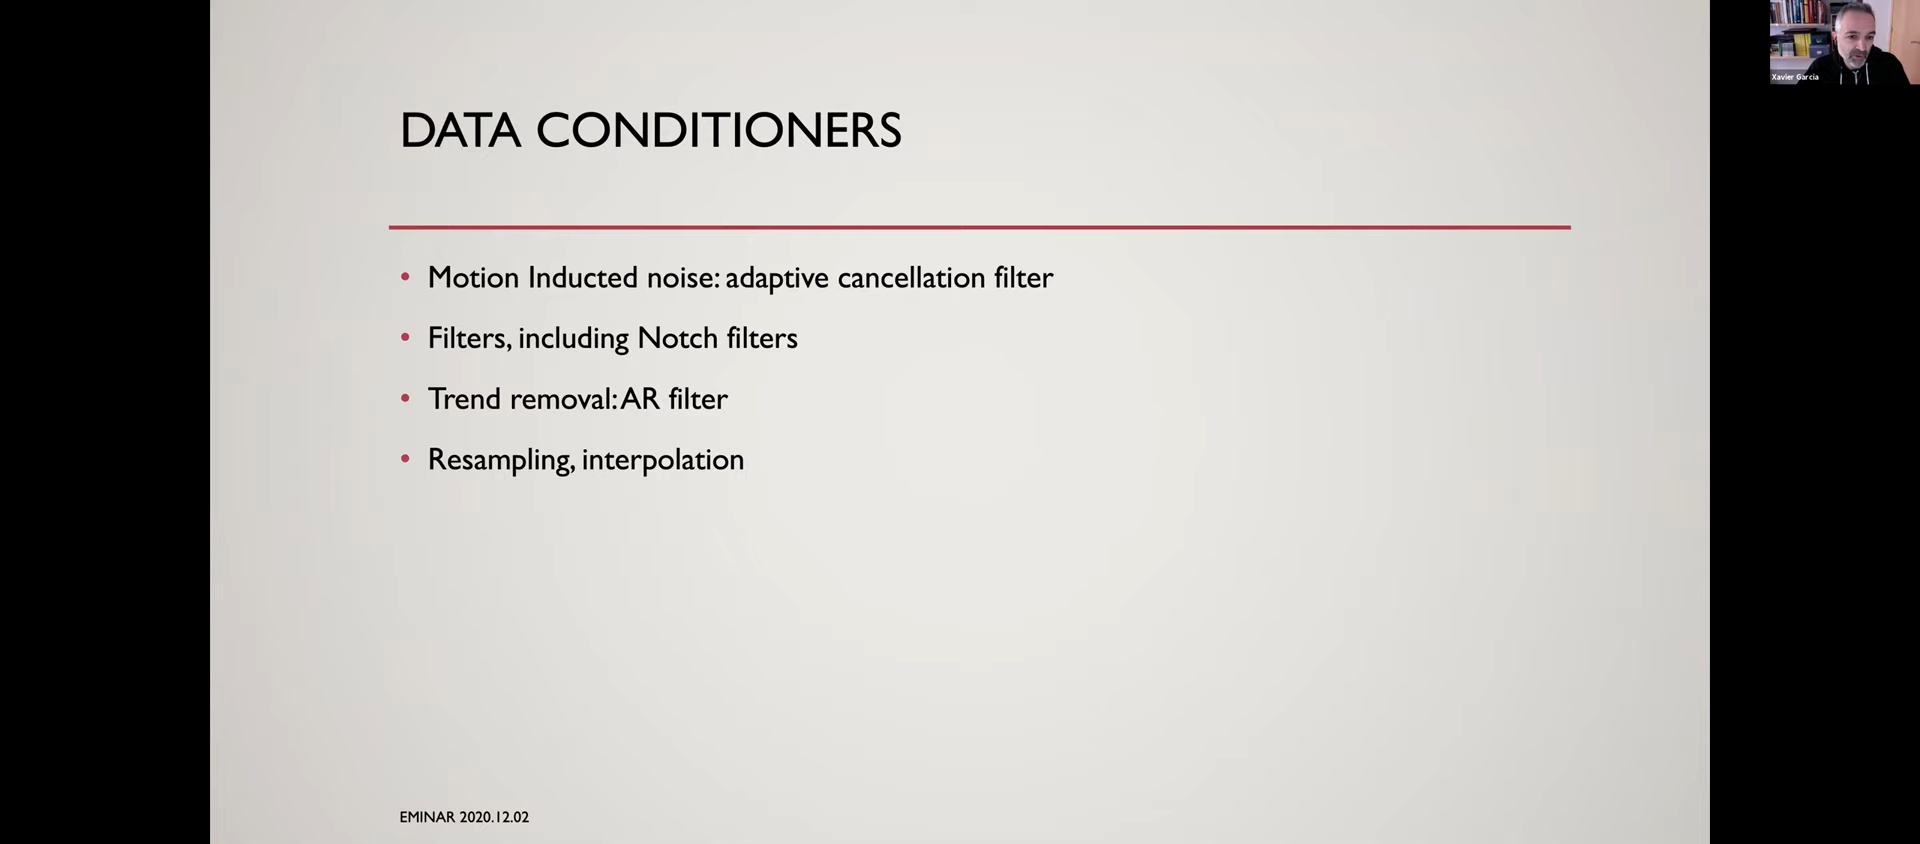 DATA CONDITIONERS
• Motion Inducted noise: adaptive cancellation filter
• Filters, including Notch filters
• Trend removal: AR filter
• Resampling, interpolation
EMINAR 2020.12.02
Xavier Garcia